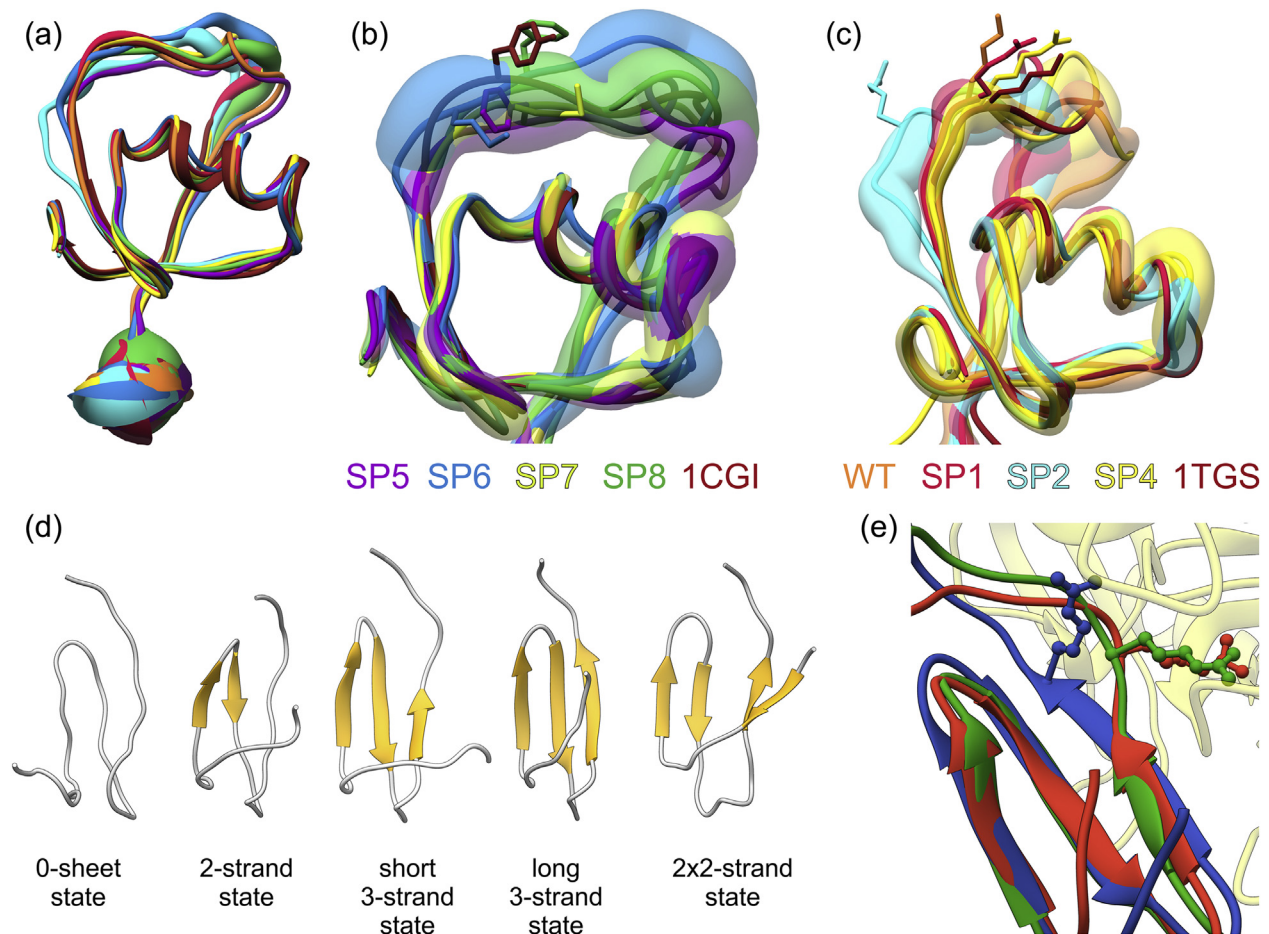 (a)
(b)
(c)
SP5 SP6 SP7 SP8 1CGI
WT SP1 SP2 SP4 1TGS
(d)
(e)
0-sheet
state
2-strand
state
short
3-strand
state
long
3-strand
state
2x2-strand
state